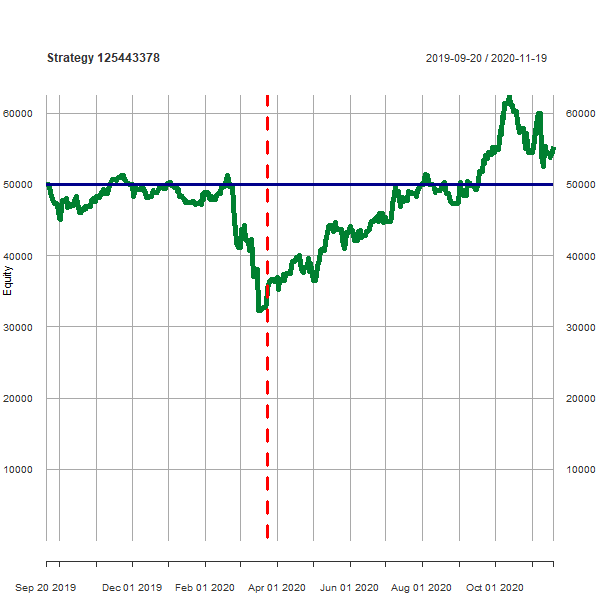 Strategy 125443378
2019-09-20 / 2020-11-19
60000
60000
50000
50000
40000
40000
Equity
30000
30000
20000
20000
10000
10000
Sep 20 2019
Dec 01 2019
Feb 01 2020
Apr 01 2020
Jun 01 2020
Aug 01 2020
Oct 01 2020